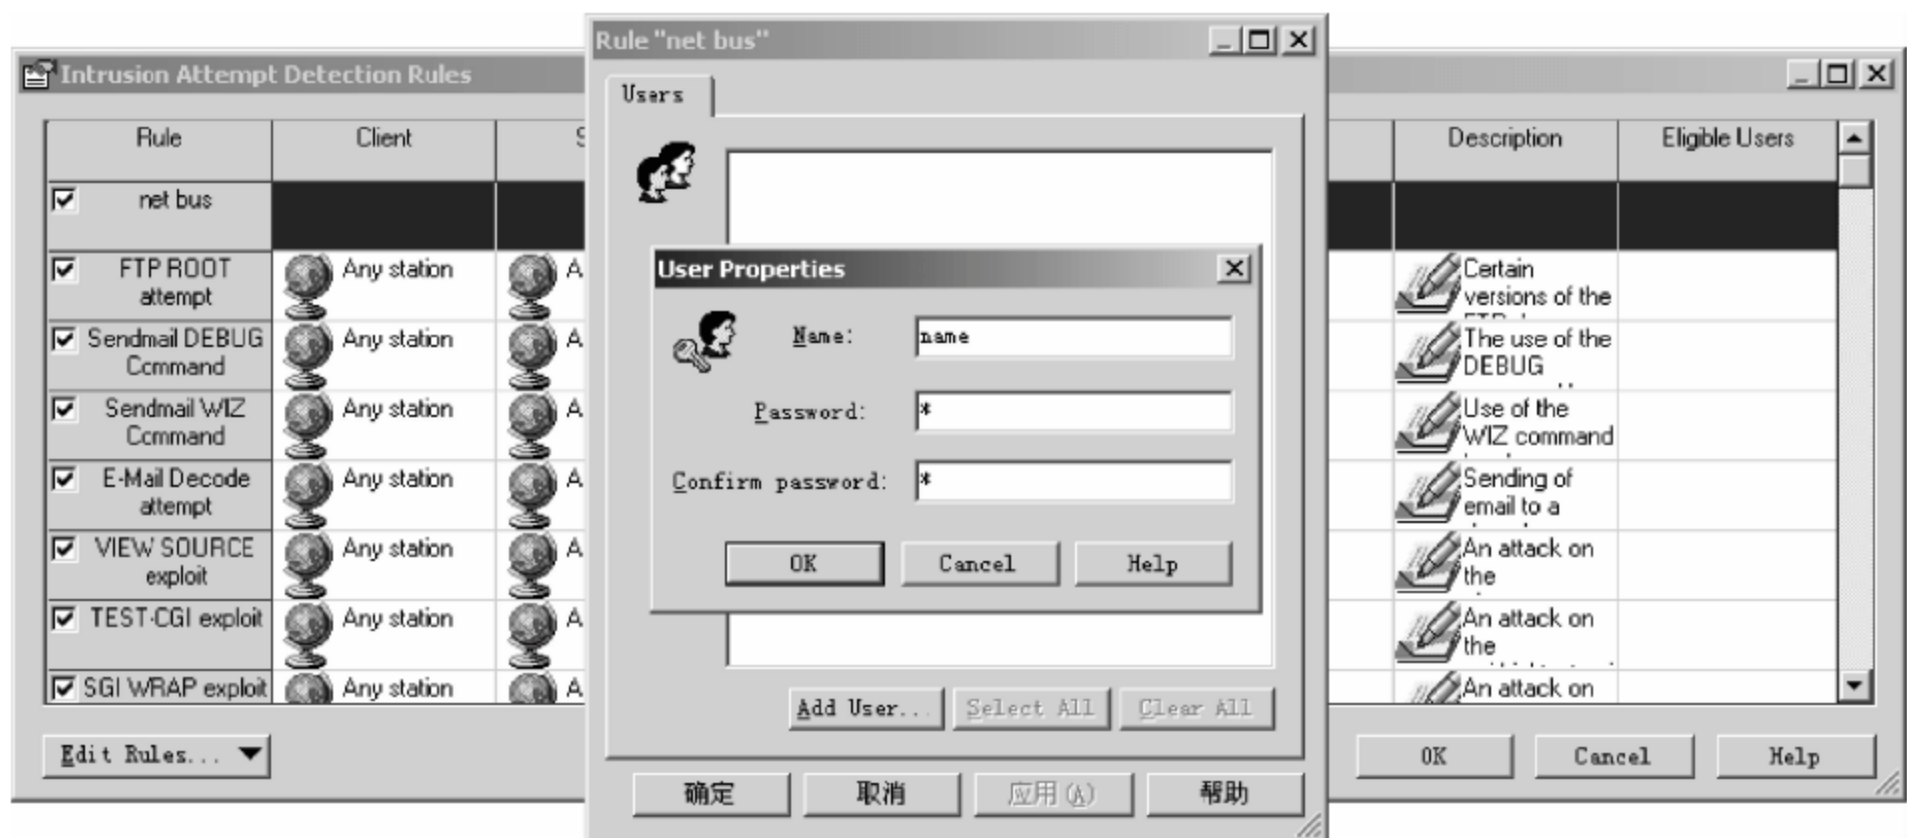 Rule "net bus"
Intrusion Attempt Detection Rules
Users
Rule
Client
Description
Eligible Users
net bus
FTP ROOT
attempt
Any station
Certain
versions of the
User Properties
Name:
name
Sendmail DEBUG
Command
Any station
The use of the
DEBUG
Password:
*
Sendmail WIZ
Command
Any station
Use of the
WIZ command
Confirm password:
*
E-Mail Decode
attempt
Any station
Sending of
email to a
OK
Cancel
Help
VIEW SOURCE
exploit
Any station
An attack on
the
TEST-CGI exploit
Any station
An attack on
the
SGI WRAP exploit
Any station
An attack on
Add User...
Select All
Clear All
Edit Rules...
OK
Cancel
Help
确定
取消
应用(A)
帮助